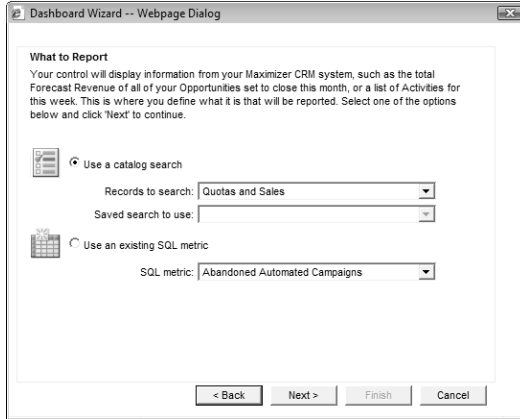 Dashboard Wizard -- Webpage Dialog
What to Report
Your control will display information from your Maximizer CRM system, such as the total
Forecast Revenue of all of your Opportunities set to close this month, or a list of Activities for
this week. This is where you define what it is that will be reported. Select one of the options
below and click 'Next' to continue.
Use a catalog search
Records to search: Quotas and Sales
Saved search to use:
Use an existing SQL metric
SQL metric: Abandoned Automated Campaigns
< Back Next > Finish Cancel